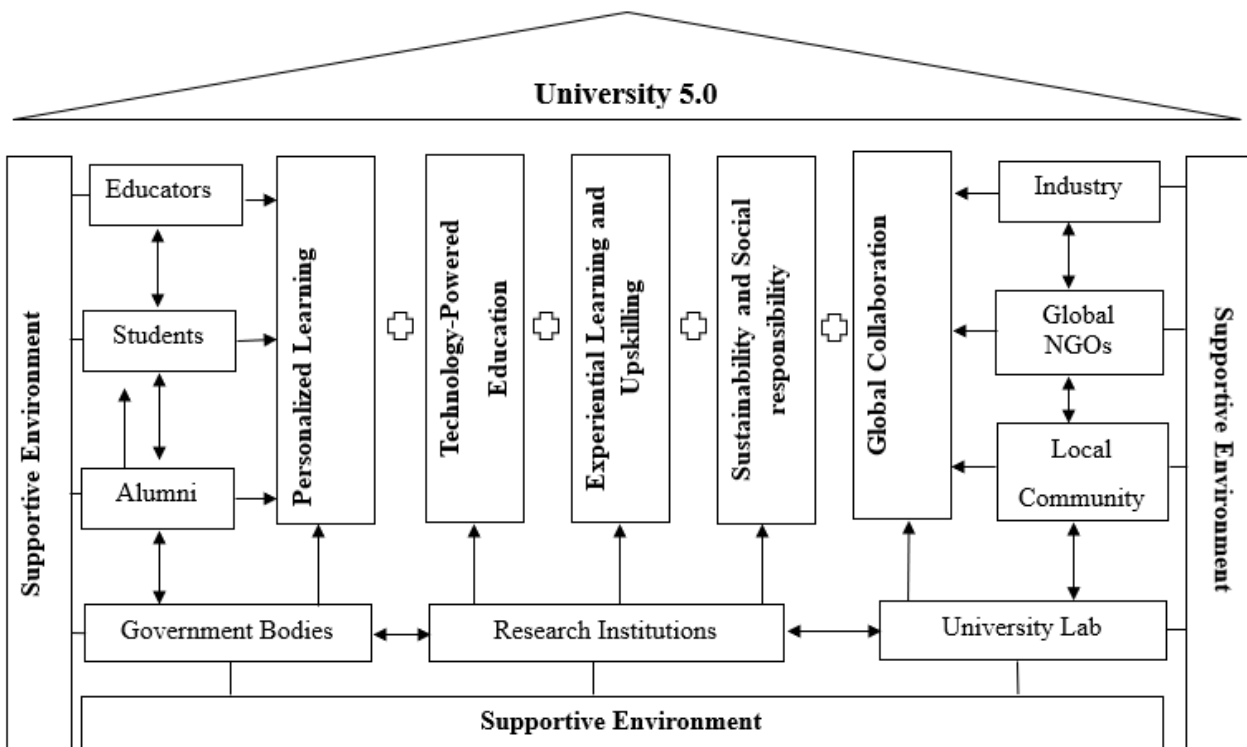 University 5.0
Supportive Environment
Educators
Students
Alumni
Personalized Learning
Technology-Powered
Education
Experiential Learning and
Upskilling
Sustainability and Social
responsibility
Global Collaboration
Industry
Global
NGOs
Local
Community
Supportive Environment
Government Bodies
Research Institutions
University Lab
Supportive Environment